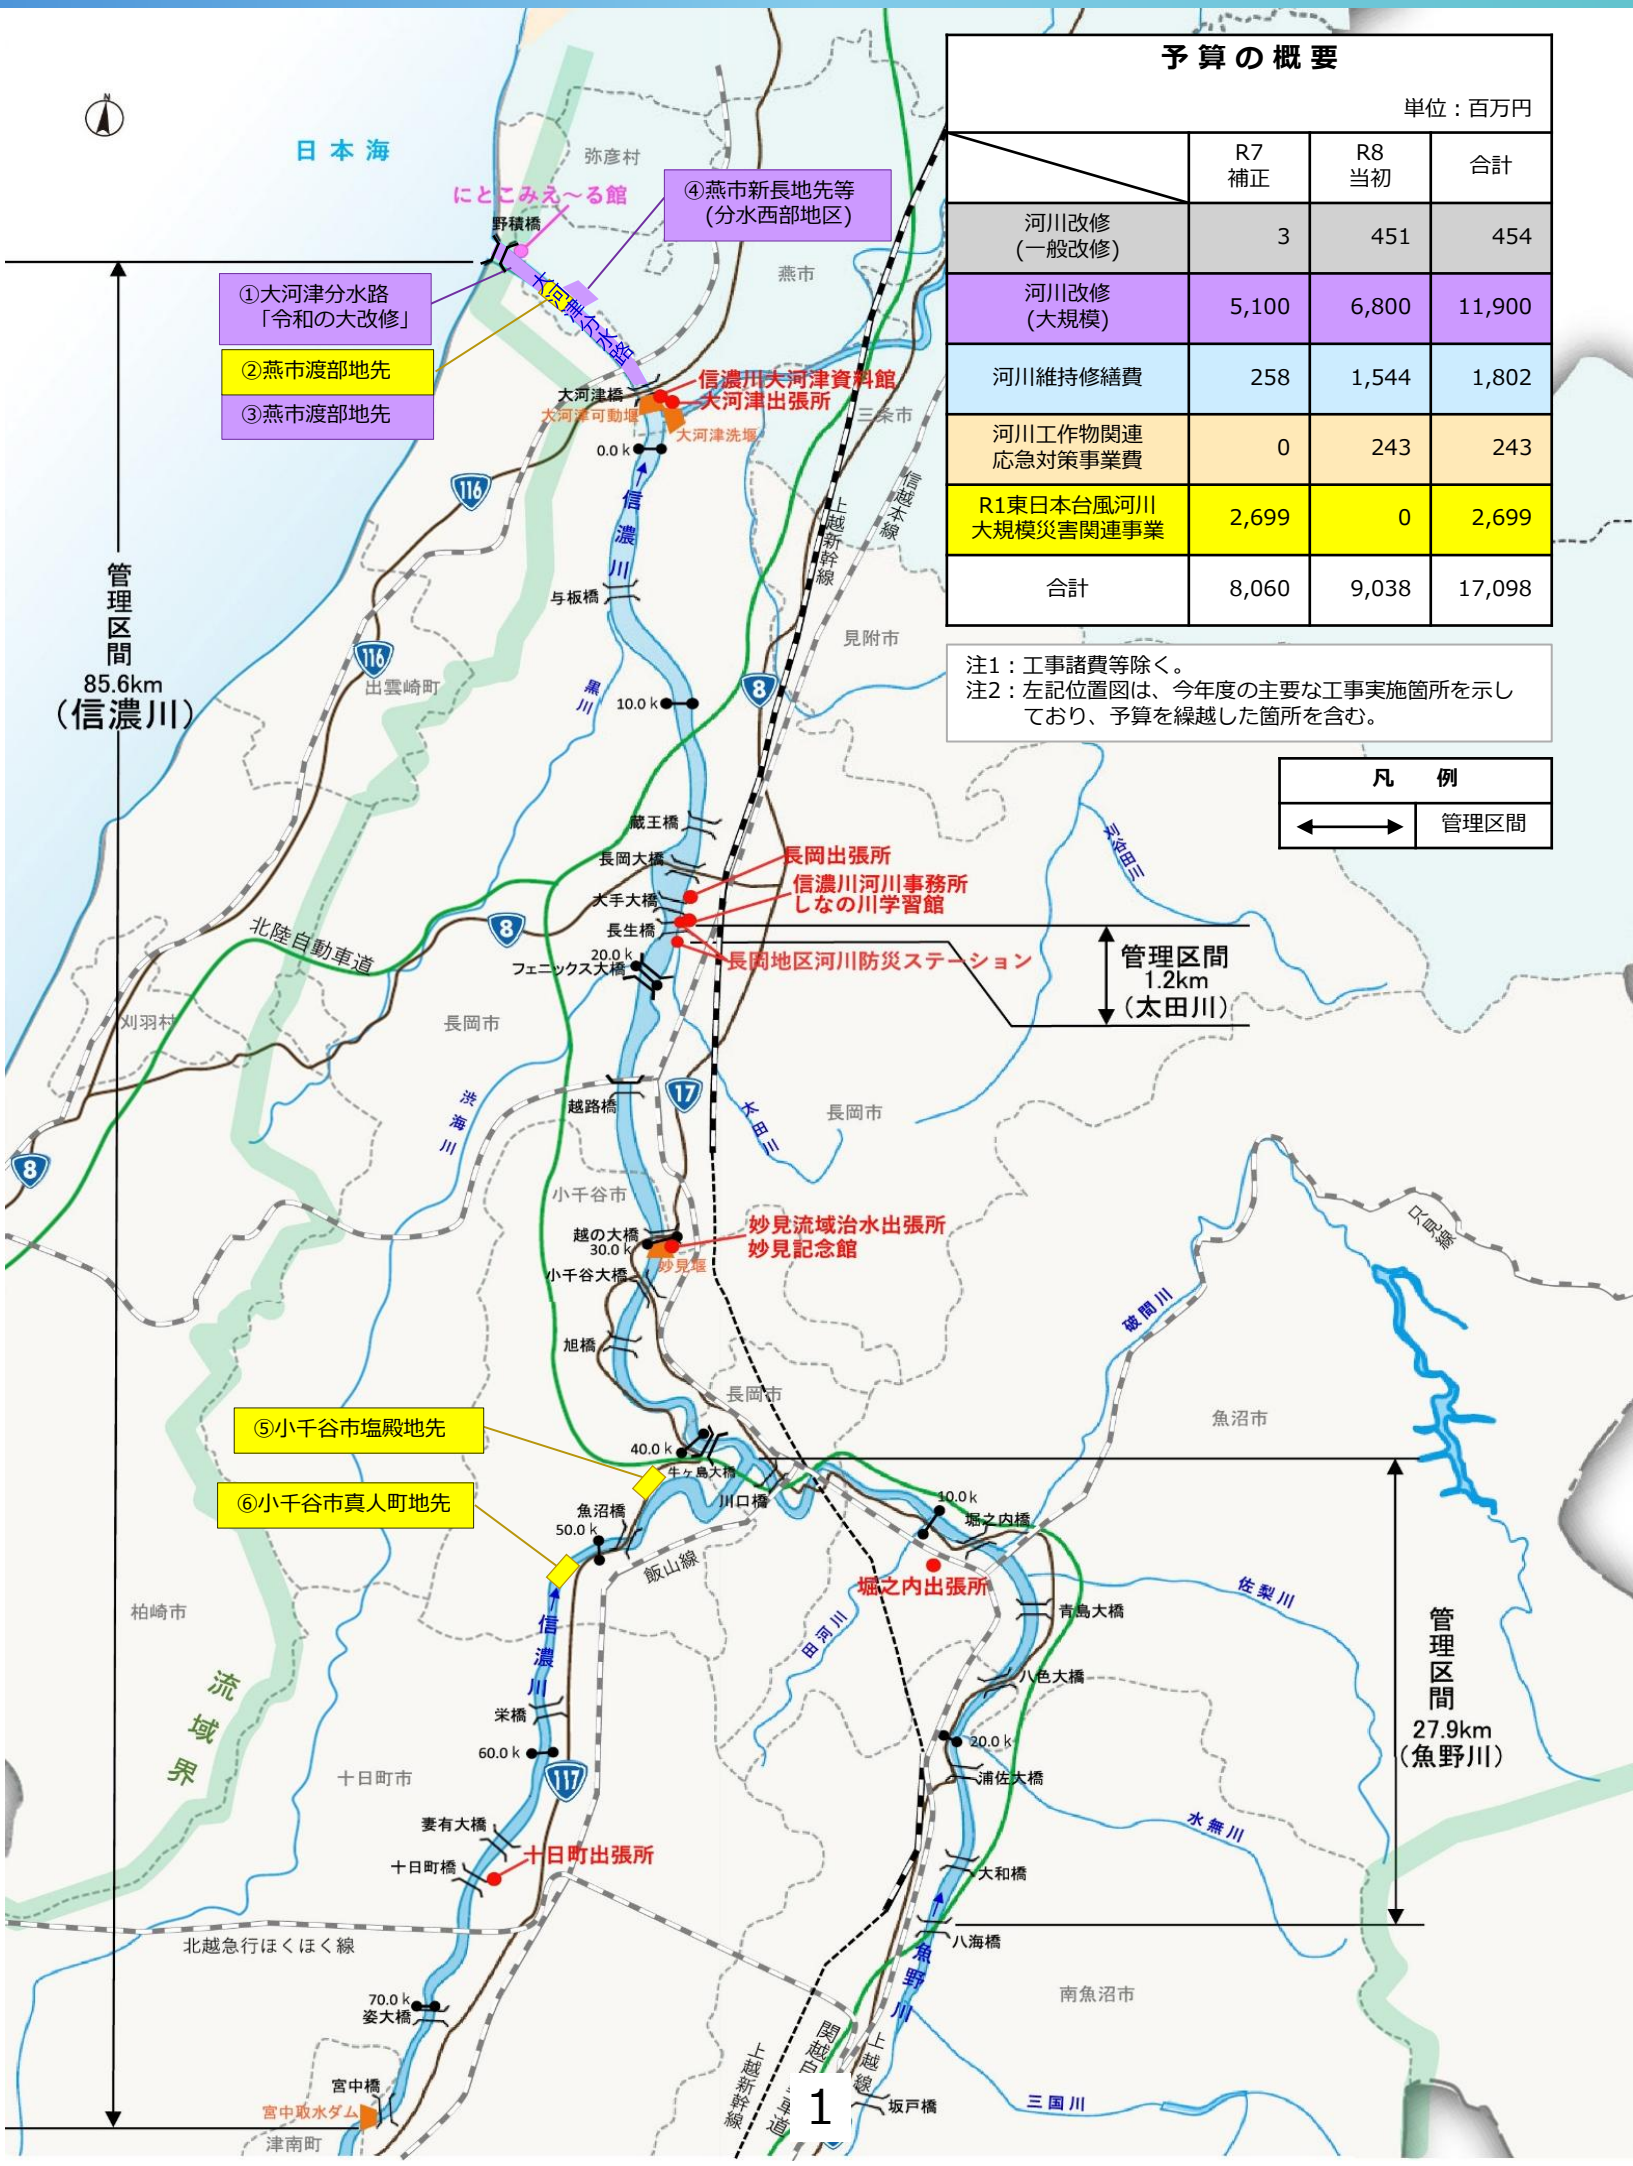 予算の概要
単位：百万円
R7
補正
R8
当初
合計
河川改修
(一般改修)
3
451
454
河川改修
(大規模)
5,100
6,800
11,900
河川維持修繕費
258
1,544
1,802
河川工作物関連
応急対策事業費
0
243
243
R1東日本台風河川
大規模災害関連事業
2,699
0
2,699
合計
8,060
9,038
17,098
注1：工事諸費等除く。
注2：左記位置図は、今年度の主要な工事実施箇所を示し
ており、予算を繰越した箇所を含む。
凡　例
管理区間
N
日本海
弥彦村
にとこみえ～る館
野積橋
④燕市新長地先等
(分水西部地区)
燕市
①大河津分水路
「令和の大改修」
②燕市渡部地先
③燕市渡部地先
大河津分水路
大河津橋
信濃川大河津資料館
大河津出張所
大河津可動堰
大河津洗堰
三条市
0.0ｋ
116
信濃川
上越新幹線
信越本線
与板橋
見附市
管理区間
85.6km
（信濃川）
116
出雲崎町
黒川
8
10.0ｋ
蔵王橋
刈谷田川
長岡大橋
長岡出張所
大手大橋
信濃川河川事務所
しなの川学習館
長生橋
8
北陸自動車道
20.0ｋ
フェニックス大橋
長岡地区河川防災ステーション
管理区間
1.2km
（太田川）
刈羽村
長岡市
渋海川
17
越路橋
太田川
長岡市
8
小千谷市
越の大橋
30.0ｋ
妙見流域治水出張所
妙見記念館
妙見堰
小千谷大橋
只見線
破間川
旭橋
長岡市
魚沼市
⑤小千谷市塩殿地先
40.0ｋ
牛ヶ島大橋
川口橋
⑥小千谷市真人町地先
魚沼橋
50.0ｋ
10.0ｋ
堀之内橋
飯山線
堀之内出張所
佐梨川
柏崎市
青島大橋
田河川
信濃川
管理区間
27.9km
（魚野川）
流域界
八色大橋
栄橋
60.0ｋ
20.0ｋ
117
浦佐大橋
十日町市
水無川
妻有大橋
十日町橋
十日町出張所
大和橋
北越急行ほくほく線
八海橋
魚野川
南魚沼市
70.0ｋ
姿大橋
上越新幹線
上越線
宮中橋
宮中取水ダム
三国川
坂戸橋
津南町
1